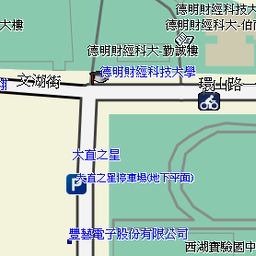 德明財經科技大
德明財經科大-伯
大樓
德明財經科大-勤誠樓
德明財經科技大學
文湖街
環山路
大直之星
P
大直之星停車場(地下平面)
豐藝電子股份有限公司
西湖實驗國中